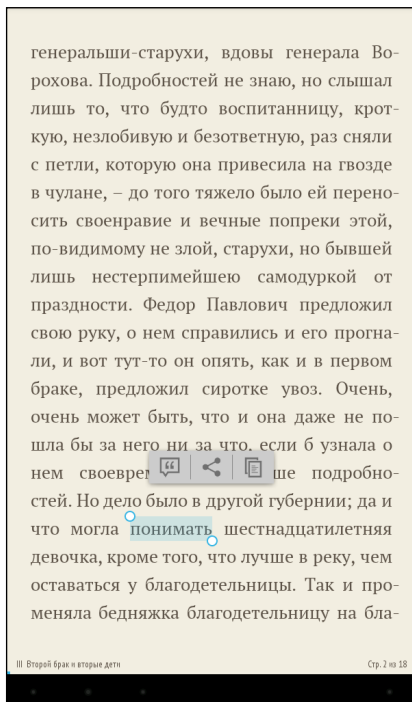 генеральши-старухи, вдовы генерала Во-
рохова. Подробностей не знаю, но слышал
лишь то, что будто воспитанницу, крот-
кую, незлобивую и безответную, раз сняли
с петли, которую она привесила на гвозде
в чулане, – до того тяжело было ей перено-
сить своенравие и вечные попреки этой,
по-видимому не злой, старухи, но бывшей
лишь нестерпимейшею самодуркой от
праздности. Федор Павлович предложил
свою руку, о нем справились и его прогна-
ли, и вот тут-то он опять, как и в первом
браке, предложил сиротке увоз. Очень,
очень может быть, что и она даже не по-
шла бы за него ни за что, если б узнала о
нем подробно-
стей. Но дело было в другой губернии; да и
что могла понимать шестнадцатилетняя
девочка, кроме того, что лучше в реку, чем
оставаться у благодетельницы. Так и про-
меняла бедняжка благодетельницу на бла-
III Второй брак и вторые дети
Стр. 2 из 18